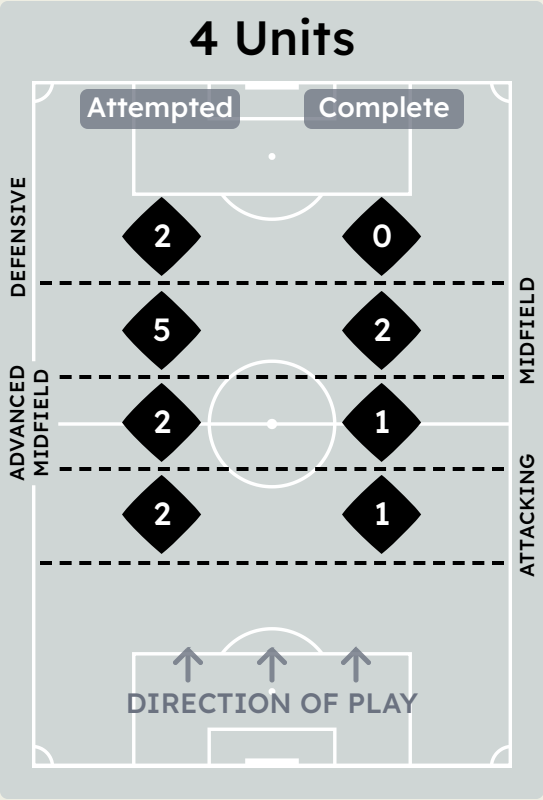 4 Units
Attempted
Complete
DEFENSIVE
2
0
MIDFIELD
5
2
ADVANCED
MIDFIELD
2
1
ATTACKING
2
1
DIRECTION OF PLAY